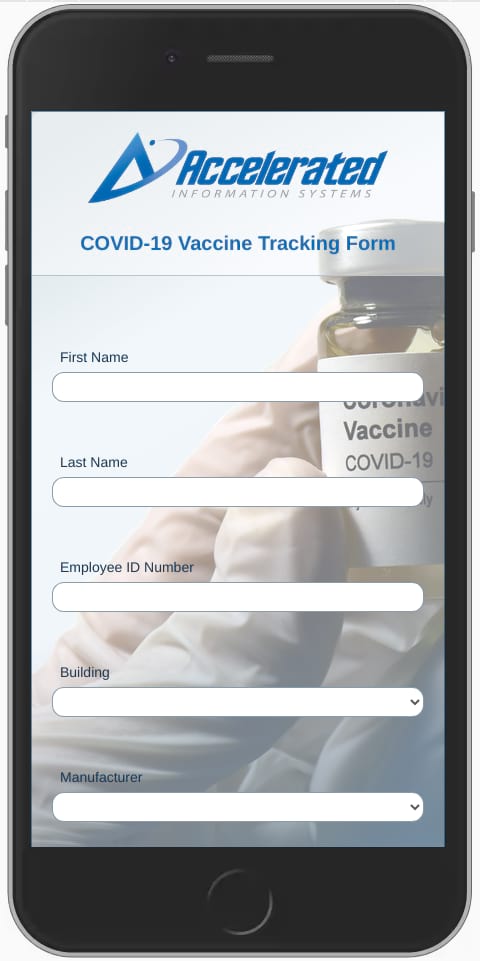 Accelerated
INFORMATION SYSTEMS
COVID-19 Vaccine Tracking Form
First Name
Coronavi
Vaccine
COVID-19
Last Name
Employee ID Number
Building
Manufacturer